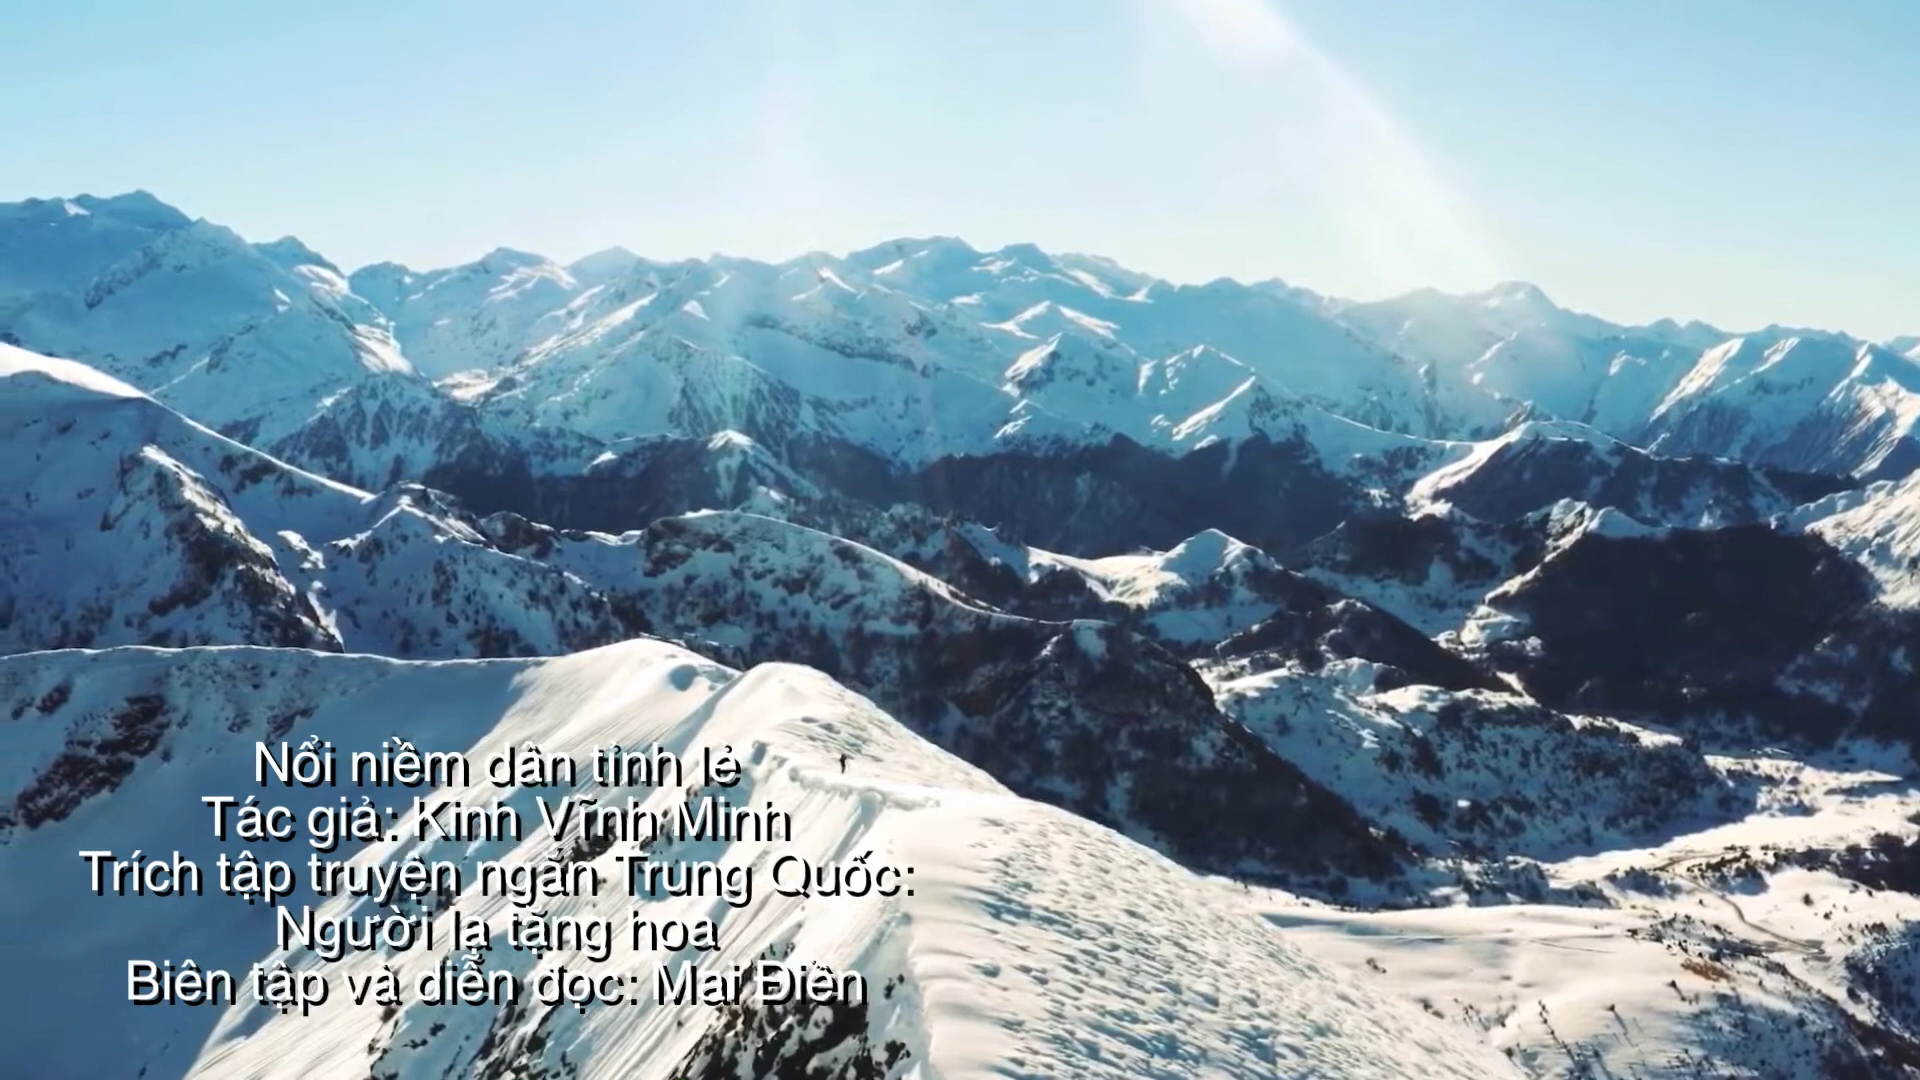 Nổi niềm dân tỉnh lẻ
Tác giả: Kinh Vĩnh Minh
Trích tập truyện ngắn Trung Quốc:
Người lạ tặng hoa
Biên tập và diễn đọc: Mai Điền